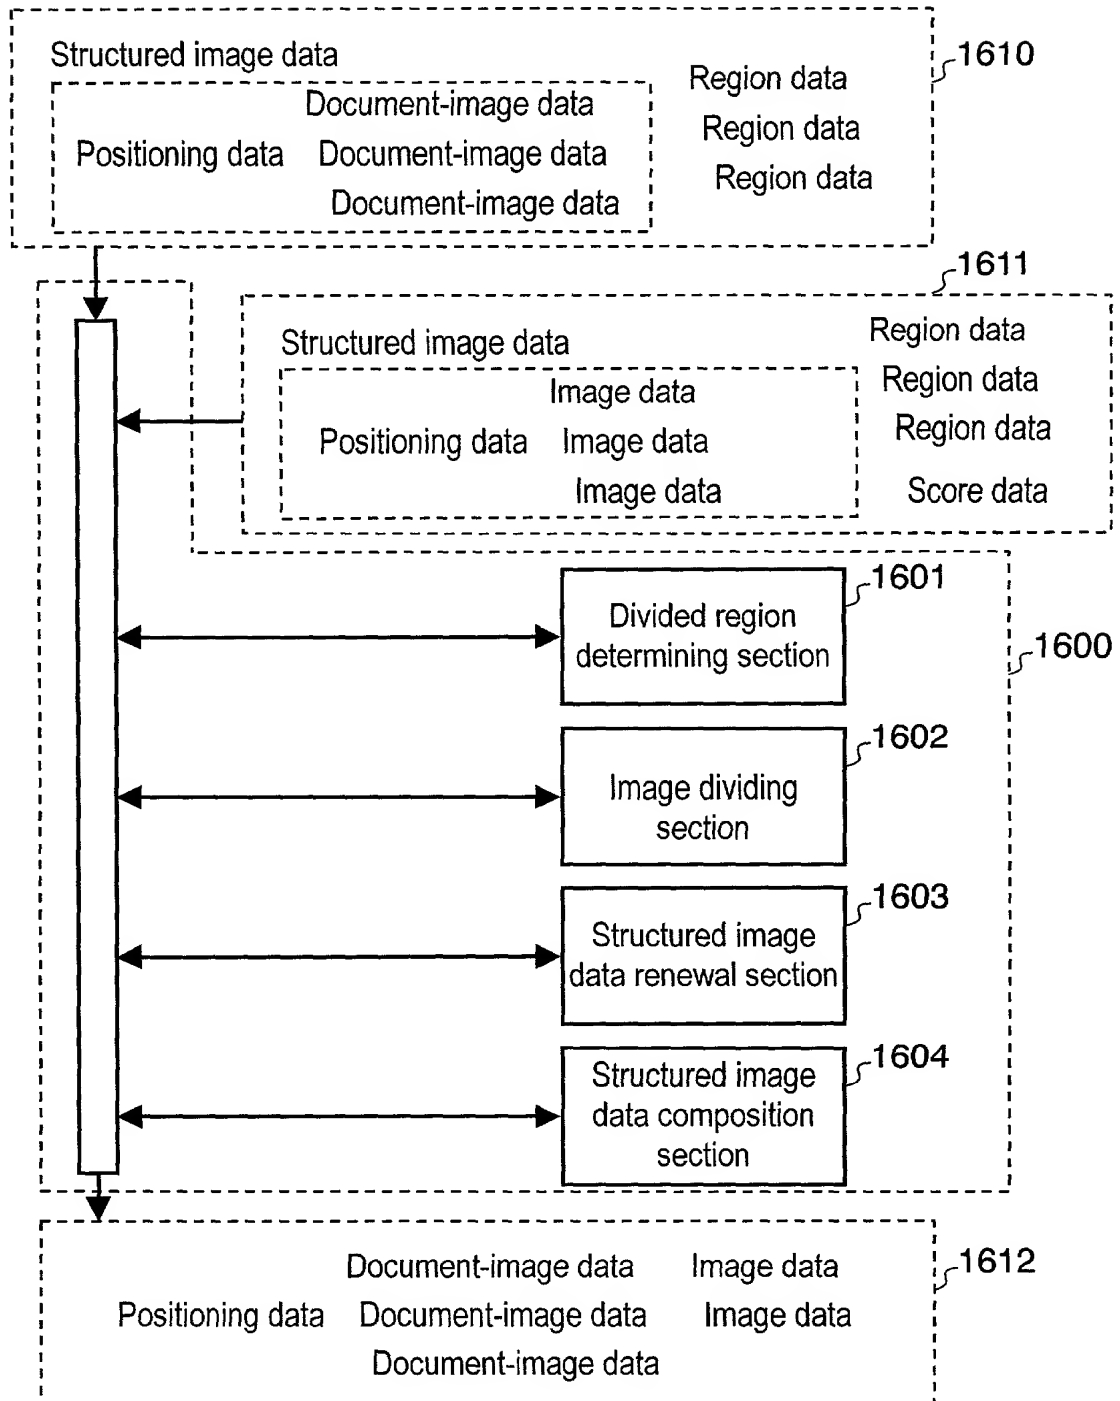 Structured image data
1610
Region data
Document-image data
Region data
Positioning data
Document-image data
Region data
Document-image data
1611
Structured image data
Region data
Image data
Region data
Positioning data
Image data
Region data
Image data
Score data
1601
Divided region
determining section
1600
1602
Image dividing
section
1603
Structured image
data renewal section
1604
Structured image
data composition
section
1612
Document-image data
Image data
Positioning data
Document-image data
Image data
Document-image data